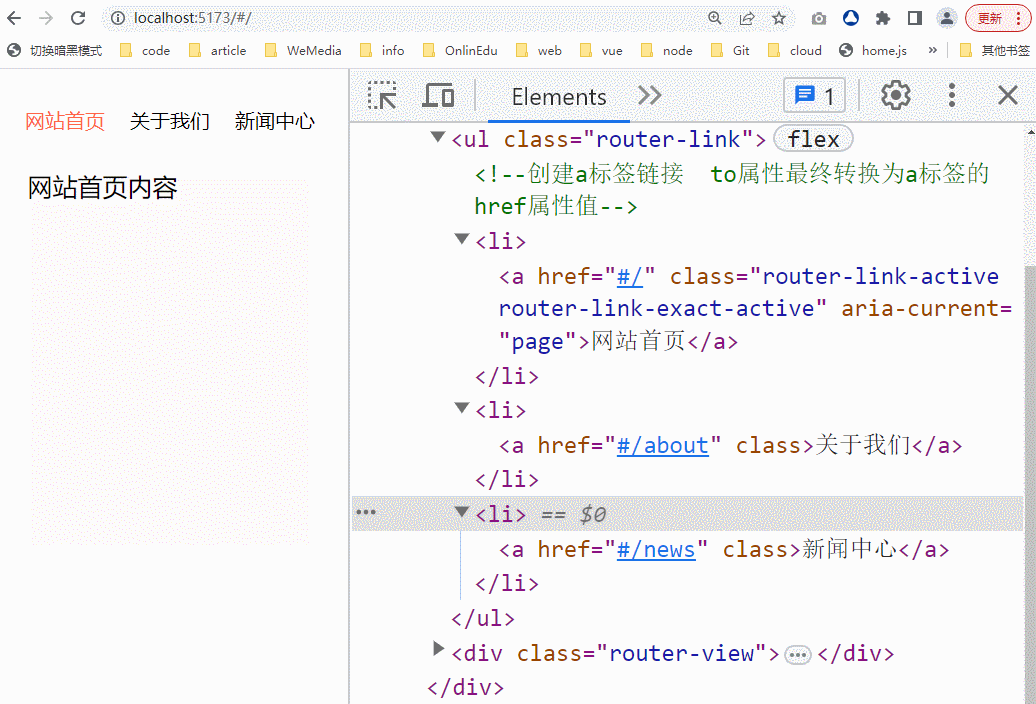 localhost:5173/#/
更新
切换暗黑模式 code article WeMedia info OnlinEdu web vue node Git cloud home.js » 其他书签
网站首页 关于我们 新闻中心
网站首页内容
Elements
1
<ul class="router-link"> flex
<!--创建a标签链接  to属性最终转换为a标签的
href属性值-->
<li>
<a href="#/" class="router-link-active
router-link-exact-active" aria-current=
"page">网站首页</a>
</li>
<li>
<a href="#/about" class>关于我们</a>
</li>
<li> == $0
<a href="#/news" class>新闻中心</a>
</li>
</ul>
<div class="router-view">…</div>
</div>